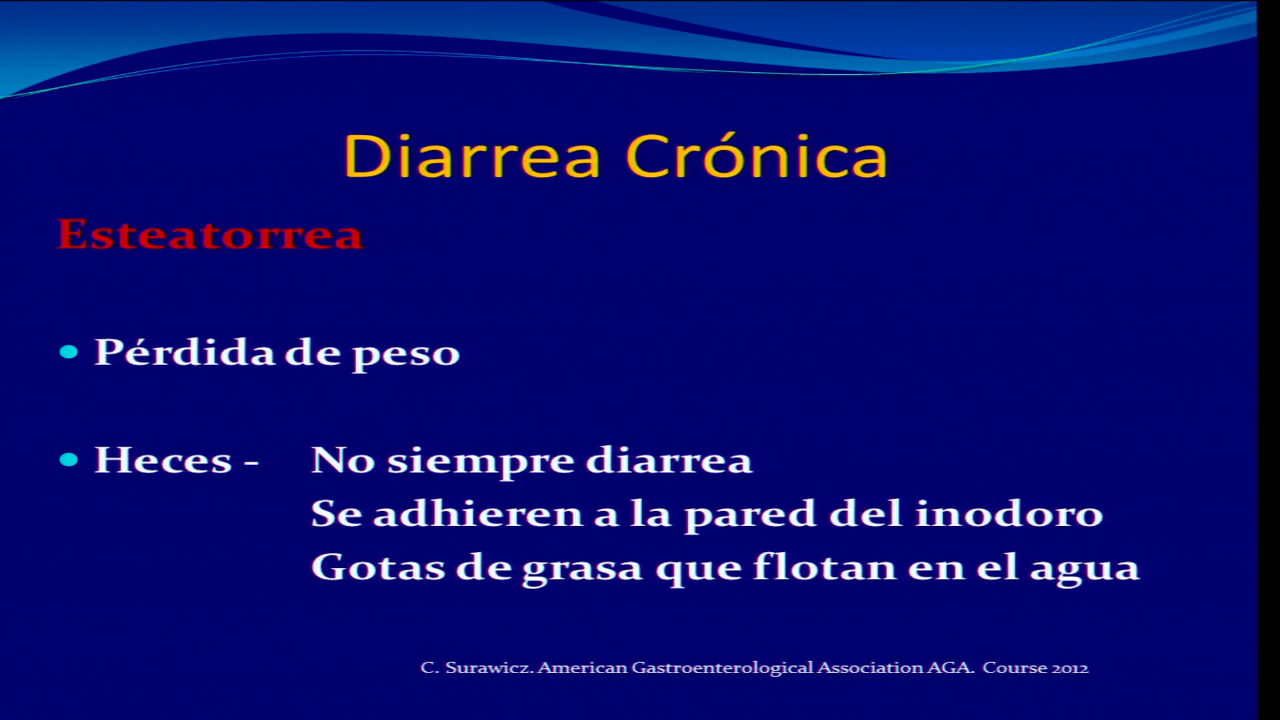 Diarrea Crónica
Esteatorrea
• Pérdida de peso
• Heces - No siempre diarrea
Se adhieren a la pared del inodoro
Gotas de grasa que flotan en el agua
C. Surawicz. American Gastroenterological Association AGA. Course 2012